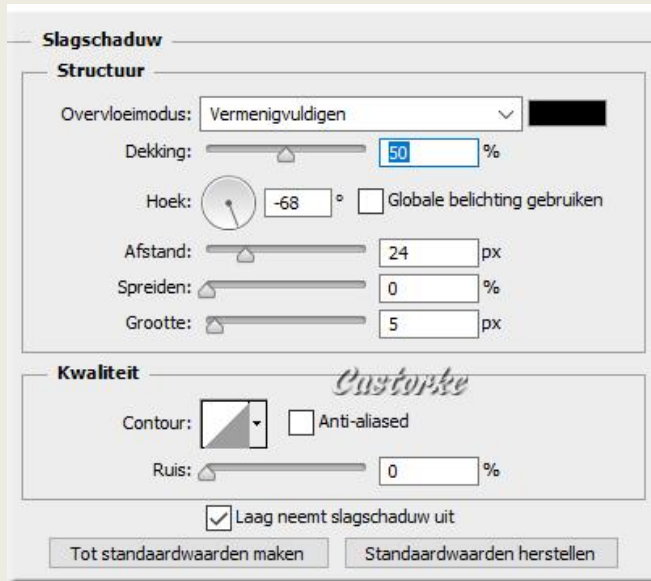 Slagschaduw
Structuur
Overvloeimodus: Vermenigvuldigen
Dekking: 50 %
Hoek: -68 ° Globale belichting gebruiken
Afstand: 24 px
Spreiden: 0 %
Grootte: 5 px
Kwaliteit
Castorke
Contour: Anti-aliased
Ruis: 0 %
Laag neemt slagschaduw uit
Tot standaardwaarden maken Standaardwaarden herstellen